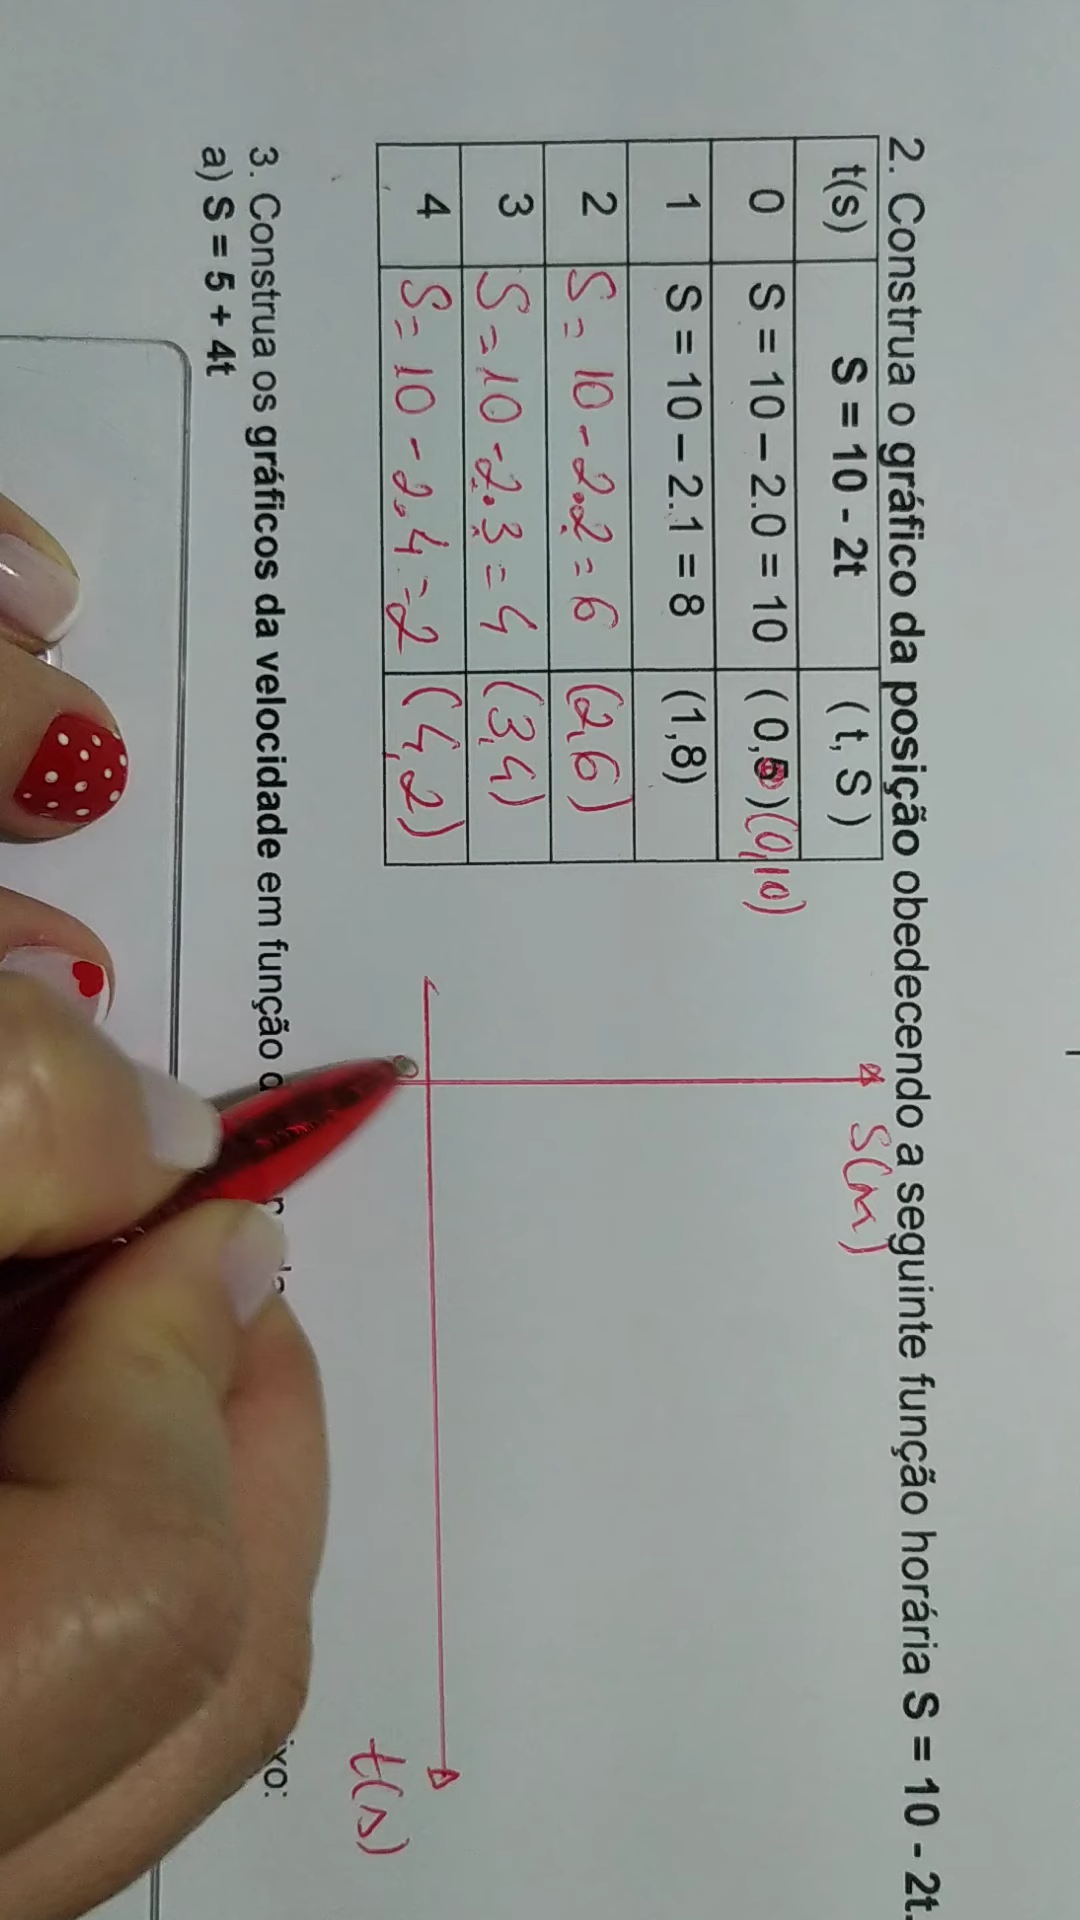 2. Construa o gráfico da posição obedecendo a seguinte função horária S = 10 - 2t.
t(s) S = 10 - 2t ( t, S )
0 S = 10 – 2.0 = 10 ( 0, ) (0,10)
1 S = 10 – 2.1 = 8 (1,8)
2 S = 10 - 2.2 = 6 (2,6)
3 S = 10 - 2.3 = 4 (3,4)
4 S = 10 - 2.4 = 2 (4,2)
S(m)
0
t(s)
3. Construa os gráficos da velocidade em função
a) S = 5 + 4t